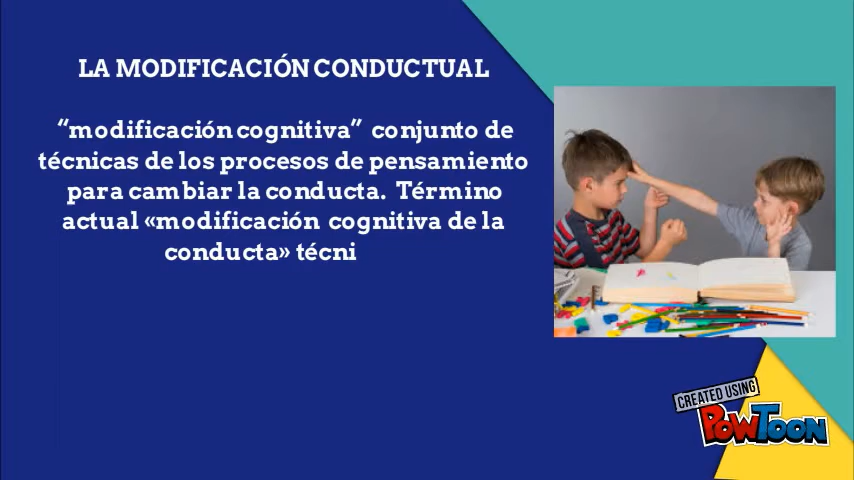 LA MODIFICACIÓN CONDUCTUAL
“modificación cognitiva” conjunto de
técnicas de los procesos de pensamiento
para cambiar la conducta. Término
actual «modificación cognitiva de la
conducta» técni
CREATED USING
POWTOON